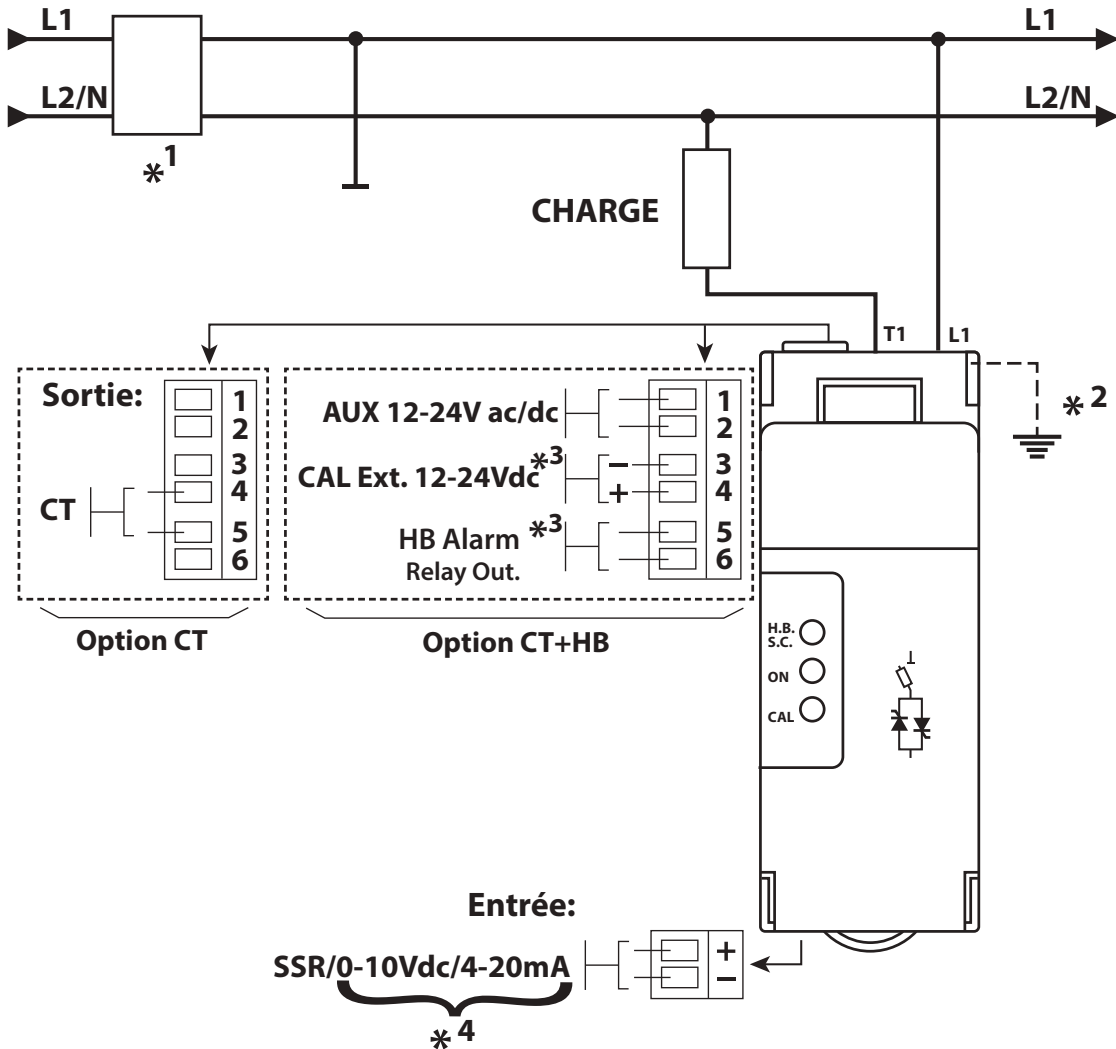 L1 L1
L2/N L2/N
*1
CHARGE
T1 L1
*2
Sortie:
1
2
3
4
5
6
CT
Option CT
AUX 12-24V ac/dc
CAL Ext. 12-24Vdc *3
HB Alarm *3
Relay Out.
1
2
− 3
+ 4
5
6
Option CT+HB
H.B.
S.C.
ON
CAL
Entrée:
SSR/0-10Vdc/4-20mA
+
−
*4